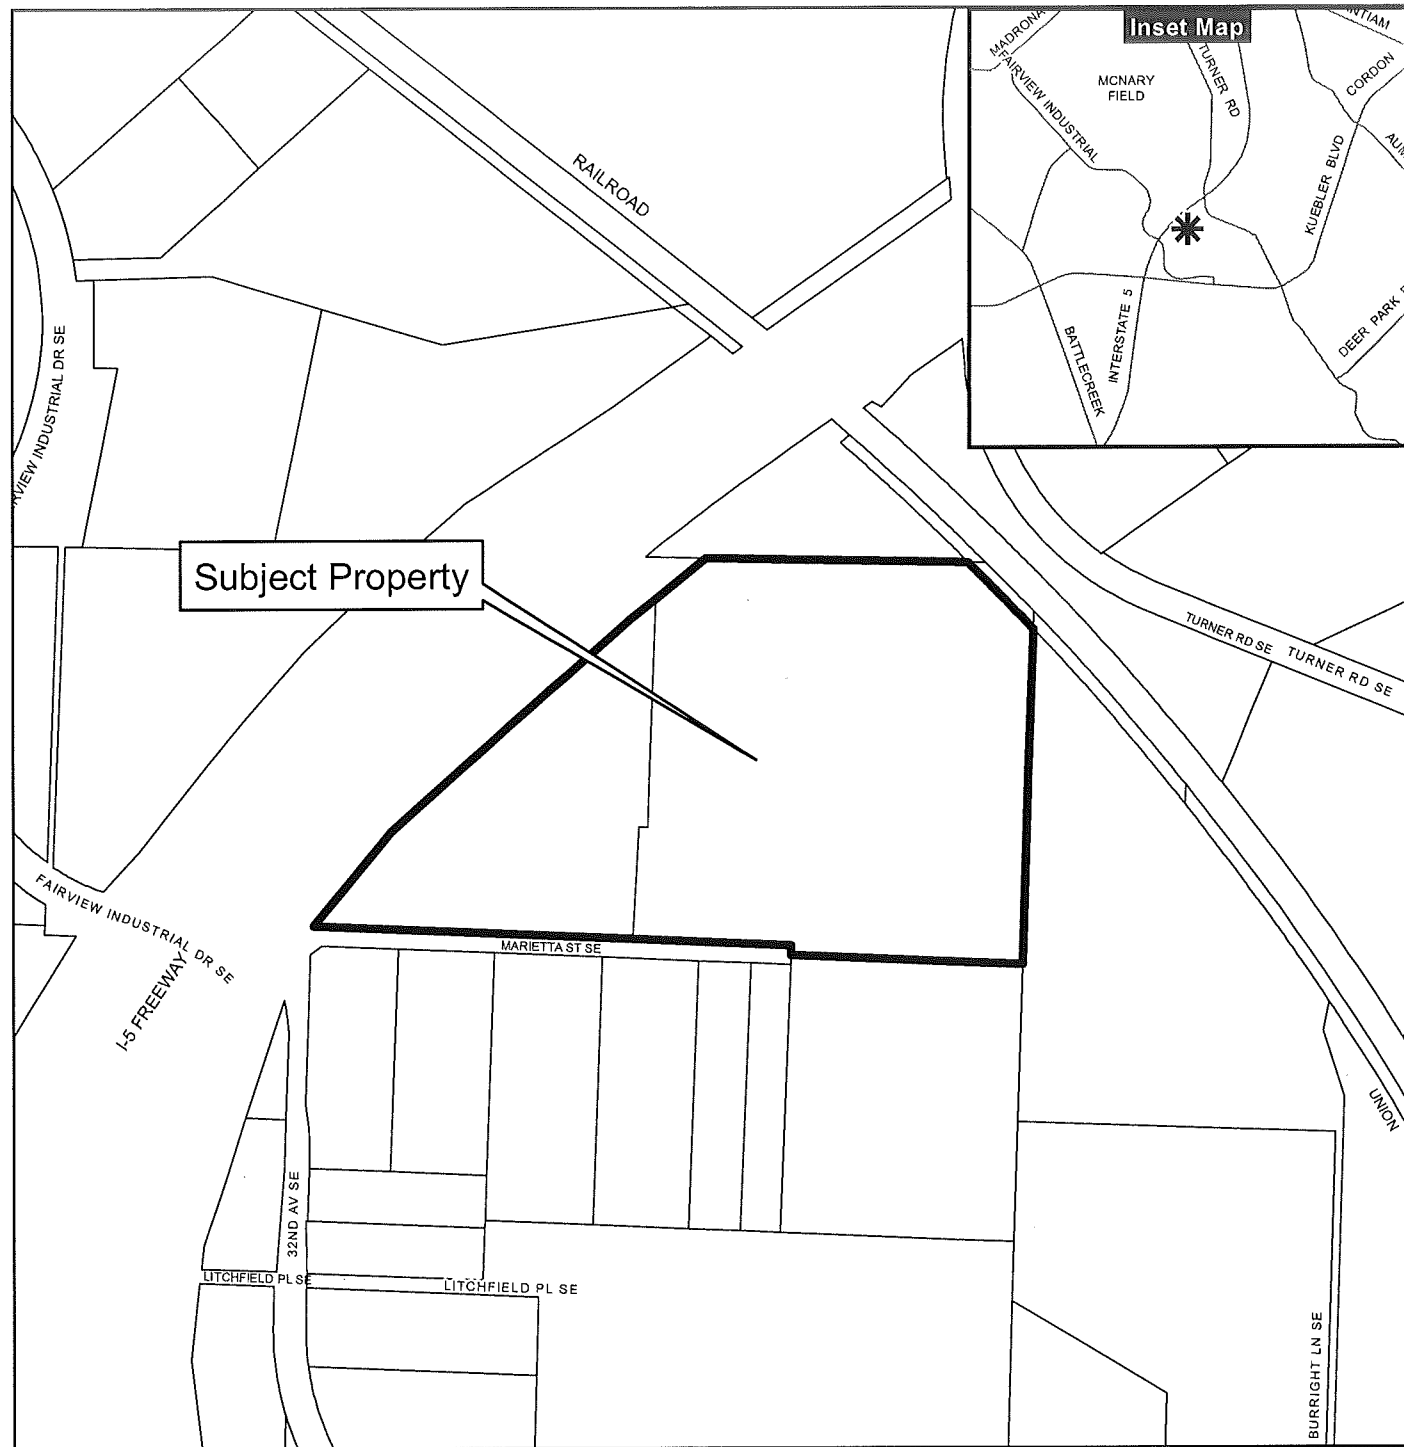 Inset Map
MADRONA
FAIRVIEW INDUSTRIAL
MCNARY
FIELD
TURNER RD
CORDON
KUEBLER BLVD
INTERSTATE 5
BATTLECREEK
DEER PARK
RAILROAD
FAIRVIEW INDUSTRIAL DR SE
Subject Property
TURNER RD SE
TURNER RD SE
FAIRVIEW INDUSTRIAL DR SE
I-5 FREEWAY
MARIETTA ST SE
UNION
32ND AV SE
LITCHFIELD PL SE
LITCHFIELD PL SE
BURRIGHT LN SE